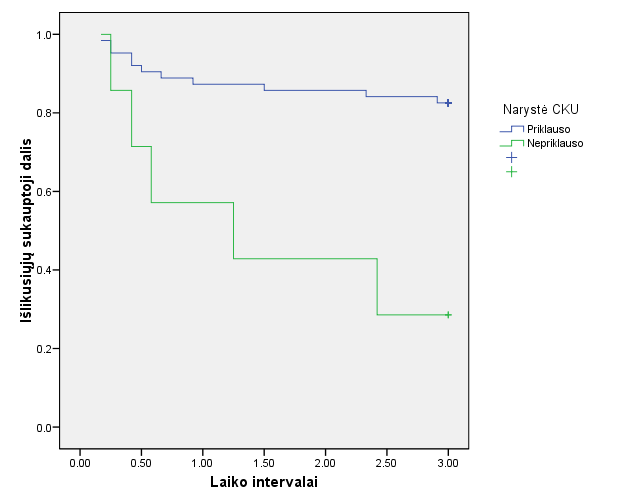 Išlikusiųjų sukauptoji dalis
1.0
0.8
0.6
0.4
0.2
0.0
0.00 0.50 1.00 1.50 2.00 2.50 3.00
Laiko intervalai
Narystė CKU
Priklauso
Nepriklauso